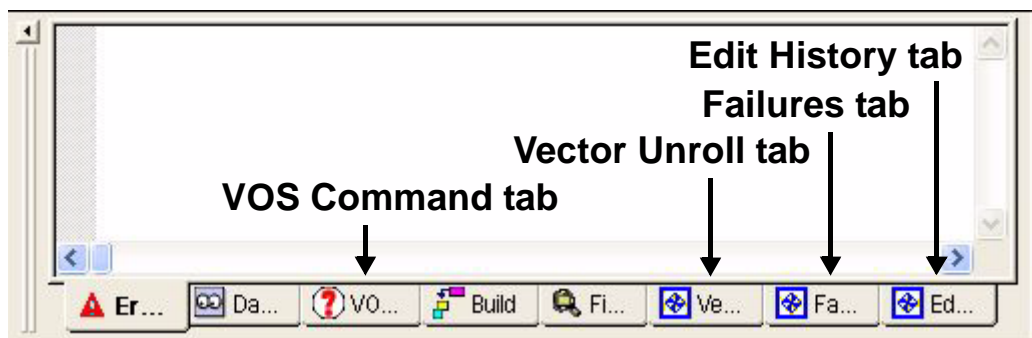 Edit History tab
Failures tab
Vector Unroll tab
VOS Command tab
Er... Da... VO... Build Fi... Ve... Fa... Ed...